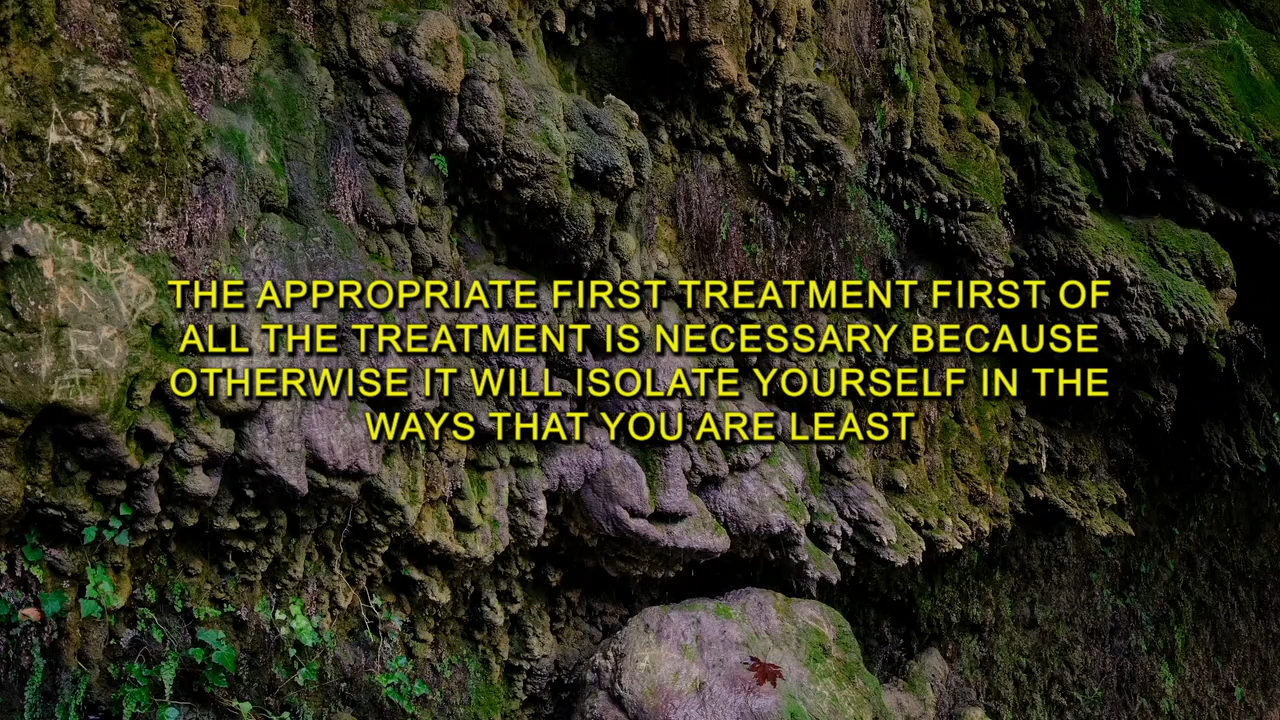 THE APPROPRIATE FIRST TREATMENT FIRST OF
ALL THE TREATMENT IS NECESSARY BECAUSE
OTHERWISE IT WILL ISOLATE YOURSELF IN THE
WAYS THAT YOU ARE LEAST